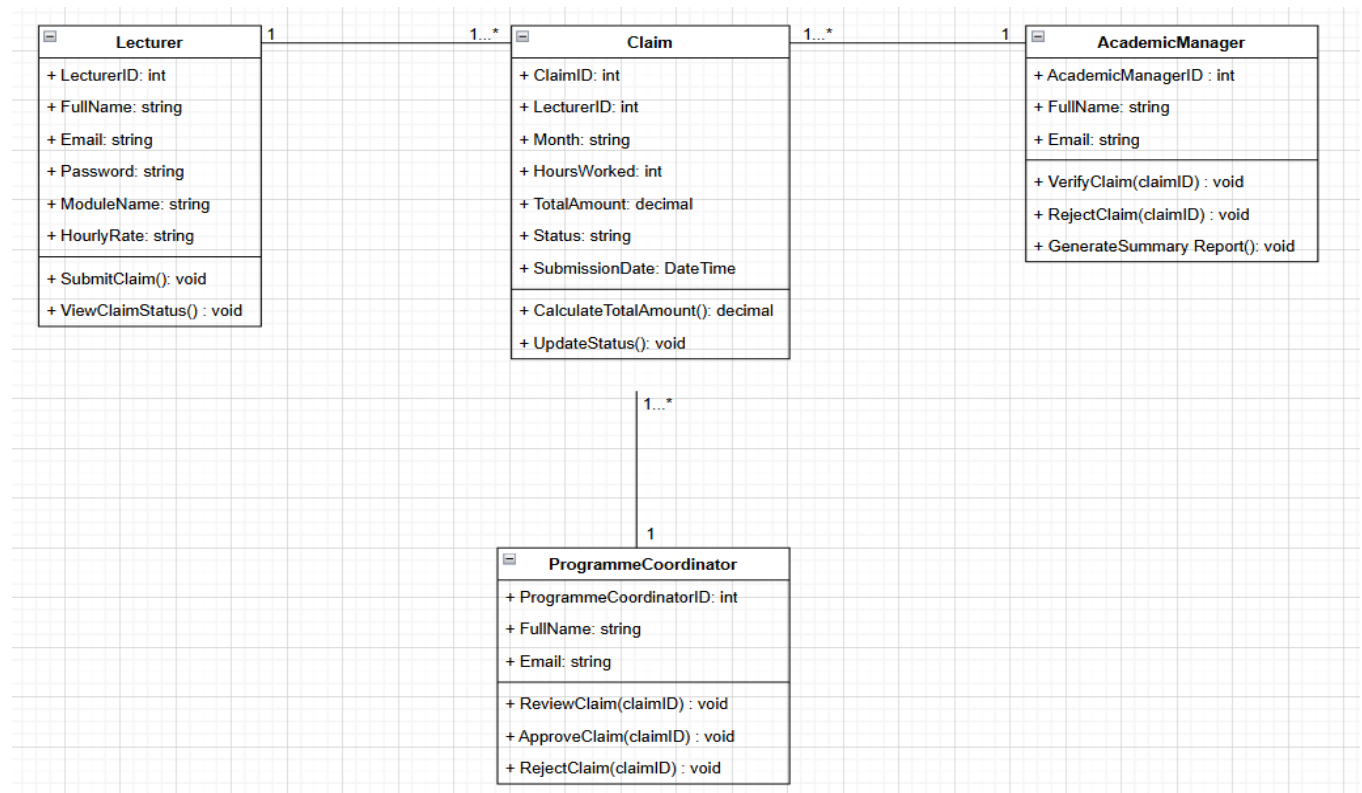 Lecturer
+ LecturerID: int
+ FullName: string
+ Email: string
+ Password: string
+ ModuleName: string
+ HourlyRate: string
+ SubmitClaim(): void
+ ViewClaimStatus() : void
1
1...*
Claim
+ ClaimID: int
+ LecturerID: int
+ Month: string
+ HoursWorked: int
+ TotalAmount: decimal
+ Status: string
+ SubmissionDate: DateTime
+ CalculateTotalAmount(): decimal
+ UpdateStatus(): void
1...*
1
AcademicManager
+ AcademicManagerID : int
+ FullName: string
+ Email: string
+ VerifyClaim(claimID) : void
+ RejectClaim(claimID) : void
+ GenerateSummary Report(): void
1...*
1
ProgrammeCoordinator
+ ProgrammeCoordinatorID: int
+ FullName: string
+ Email: string
+ ReviewClaim(claimID) : void
+ ApproveClaim(claimID) : void
+ RejectClaim(claimID) : void